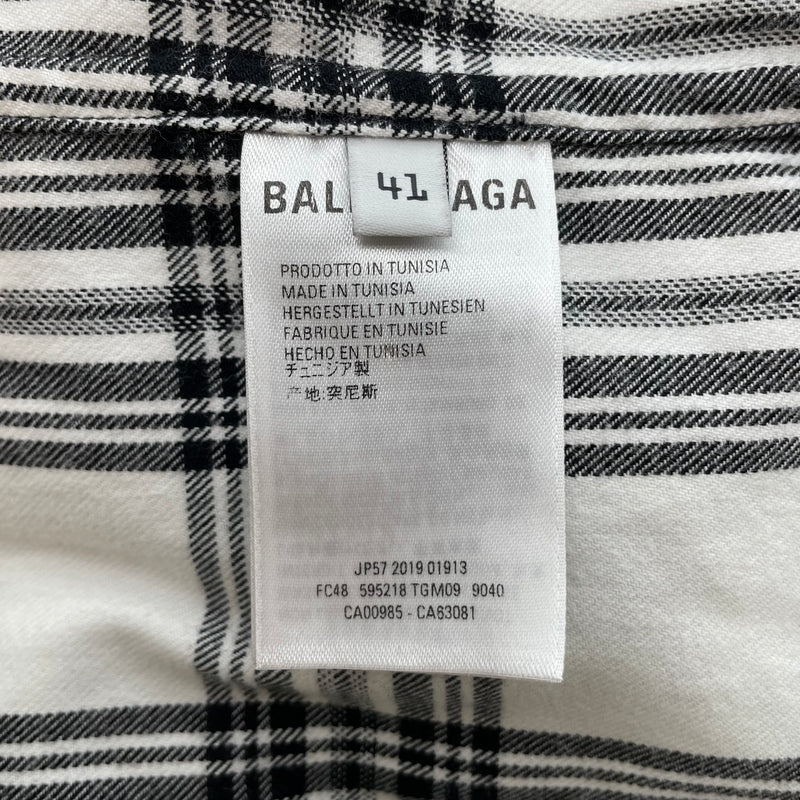 BAL AGA
41
PRODOTTO IN TUNISIA
MADE IN TUNISIA
HERGESTELLT IN TUNESIEN
FABRIQUE EN TUNISIE
HECHO EN TUNISIA
チュニジア製
产地:突尼斯
JP57 2019 01913
FC48 595218 TGM09 9040
CA00985 - CA63081